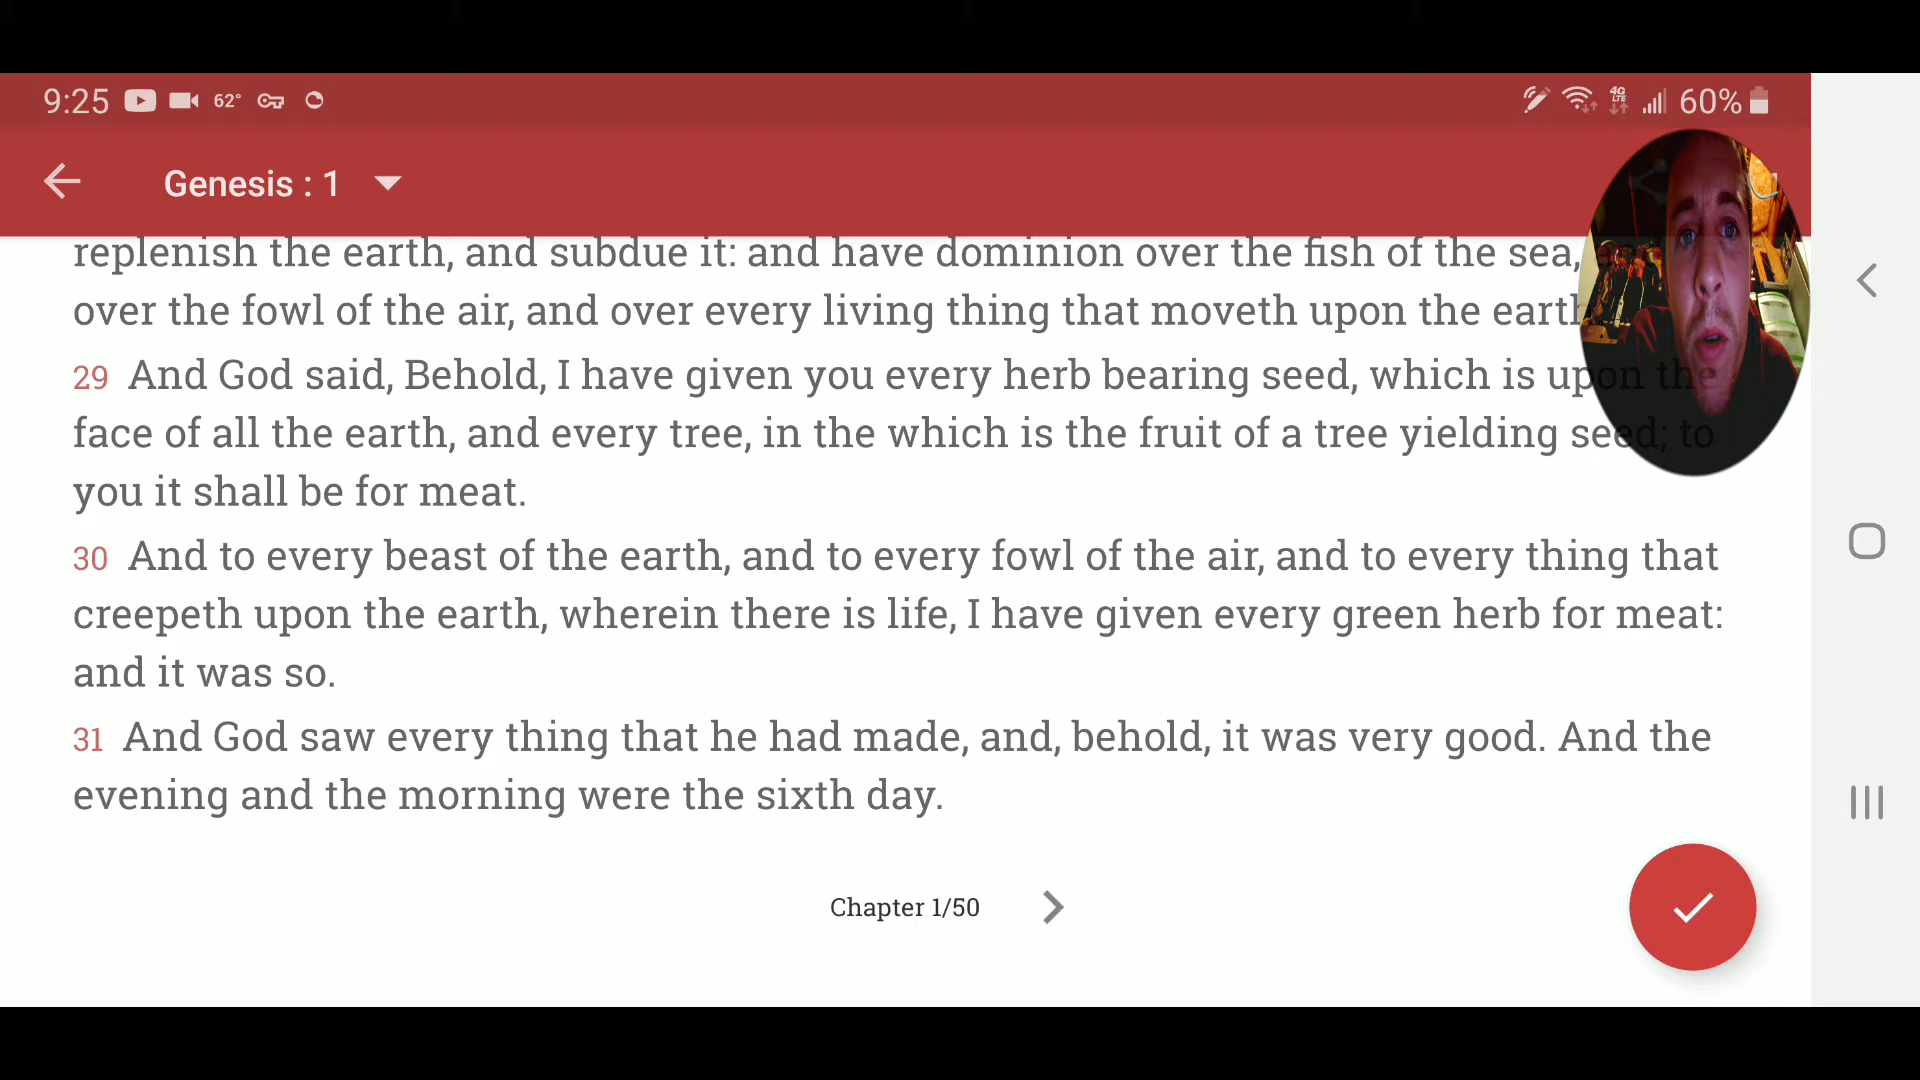 9:25 62° 4G LTE 60%
Genesis : 1
replenish the earth, and subdue it: and have dominion over the fish of the sea,
over the fowl of the air, and over every living thing that moveth upon the earth
29 And God said, Behold, I have given you every herb bearing seed, which is upon the
face of all the earth, and every tree, in the which is the fruit of a tree yielding seed; to
you it shall be for meat.
30 And to every beast of the earth, and to every fowl of the air, and to every thing that
creepeth upon the earth, wherein there is life, I have given every green herb for meat:
and it was so.
31 And God saw every thing that he had made, and, behold, it was very good. And the
evening and the morning were the sixth day.
Chapter 1/50